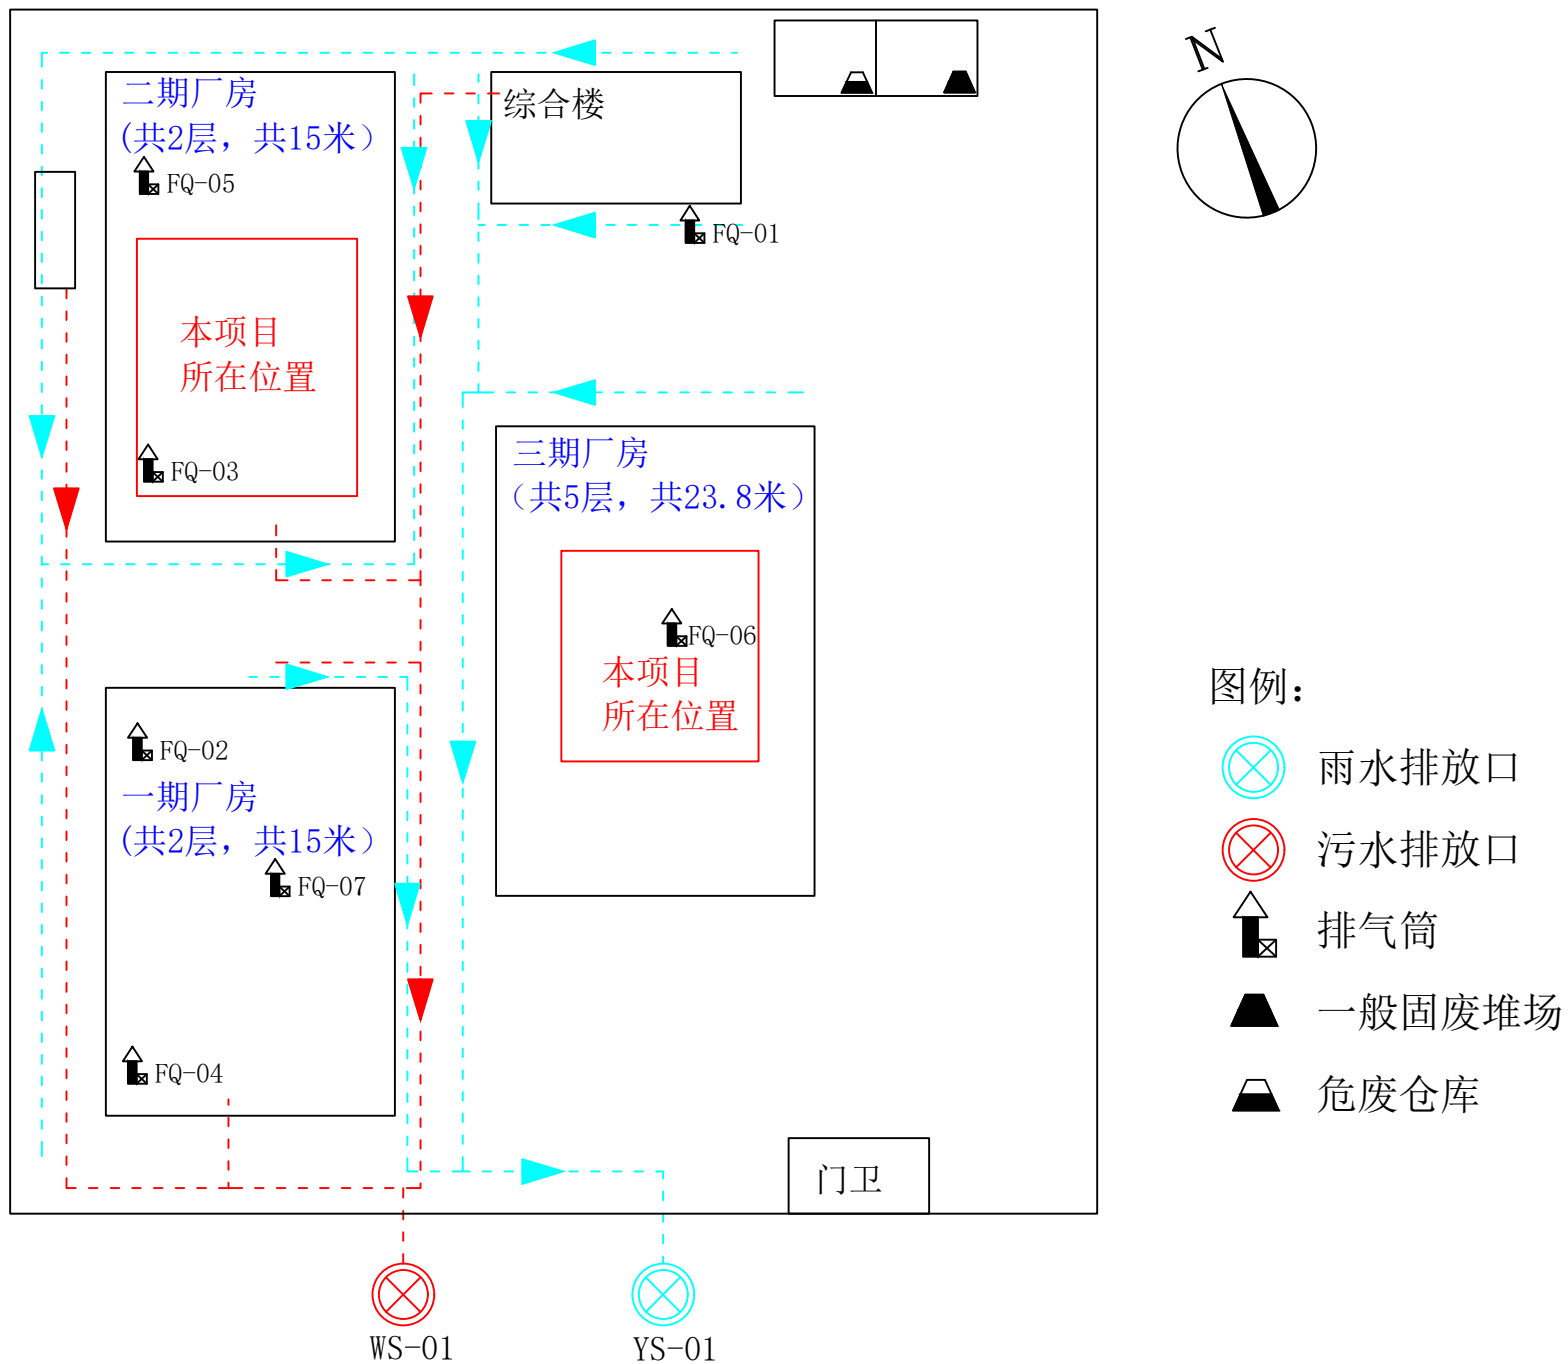 N
二期厂房
(共2层，共15米）
综合楼
FQ-05
FQ-01
本项目
所在位置
FQ-03
三期厂房
（共5层，共23.8米）
FQ-06
本项目
所在位置
FQ-02
一期厂房
(共2层，共15米）
FQ-07
FQ-04
门卫
WS-01
YS-01
图例：
雨水排放口
污水排放口
排气筒
一般固废堆场
危废仓库